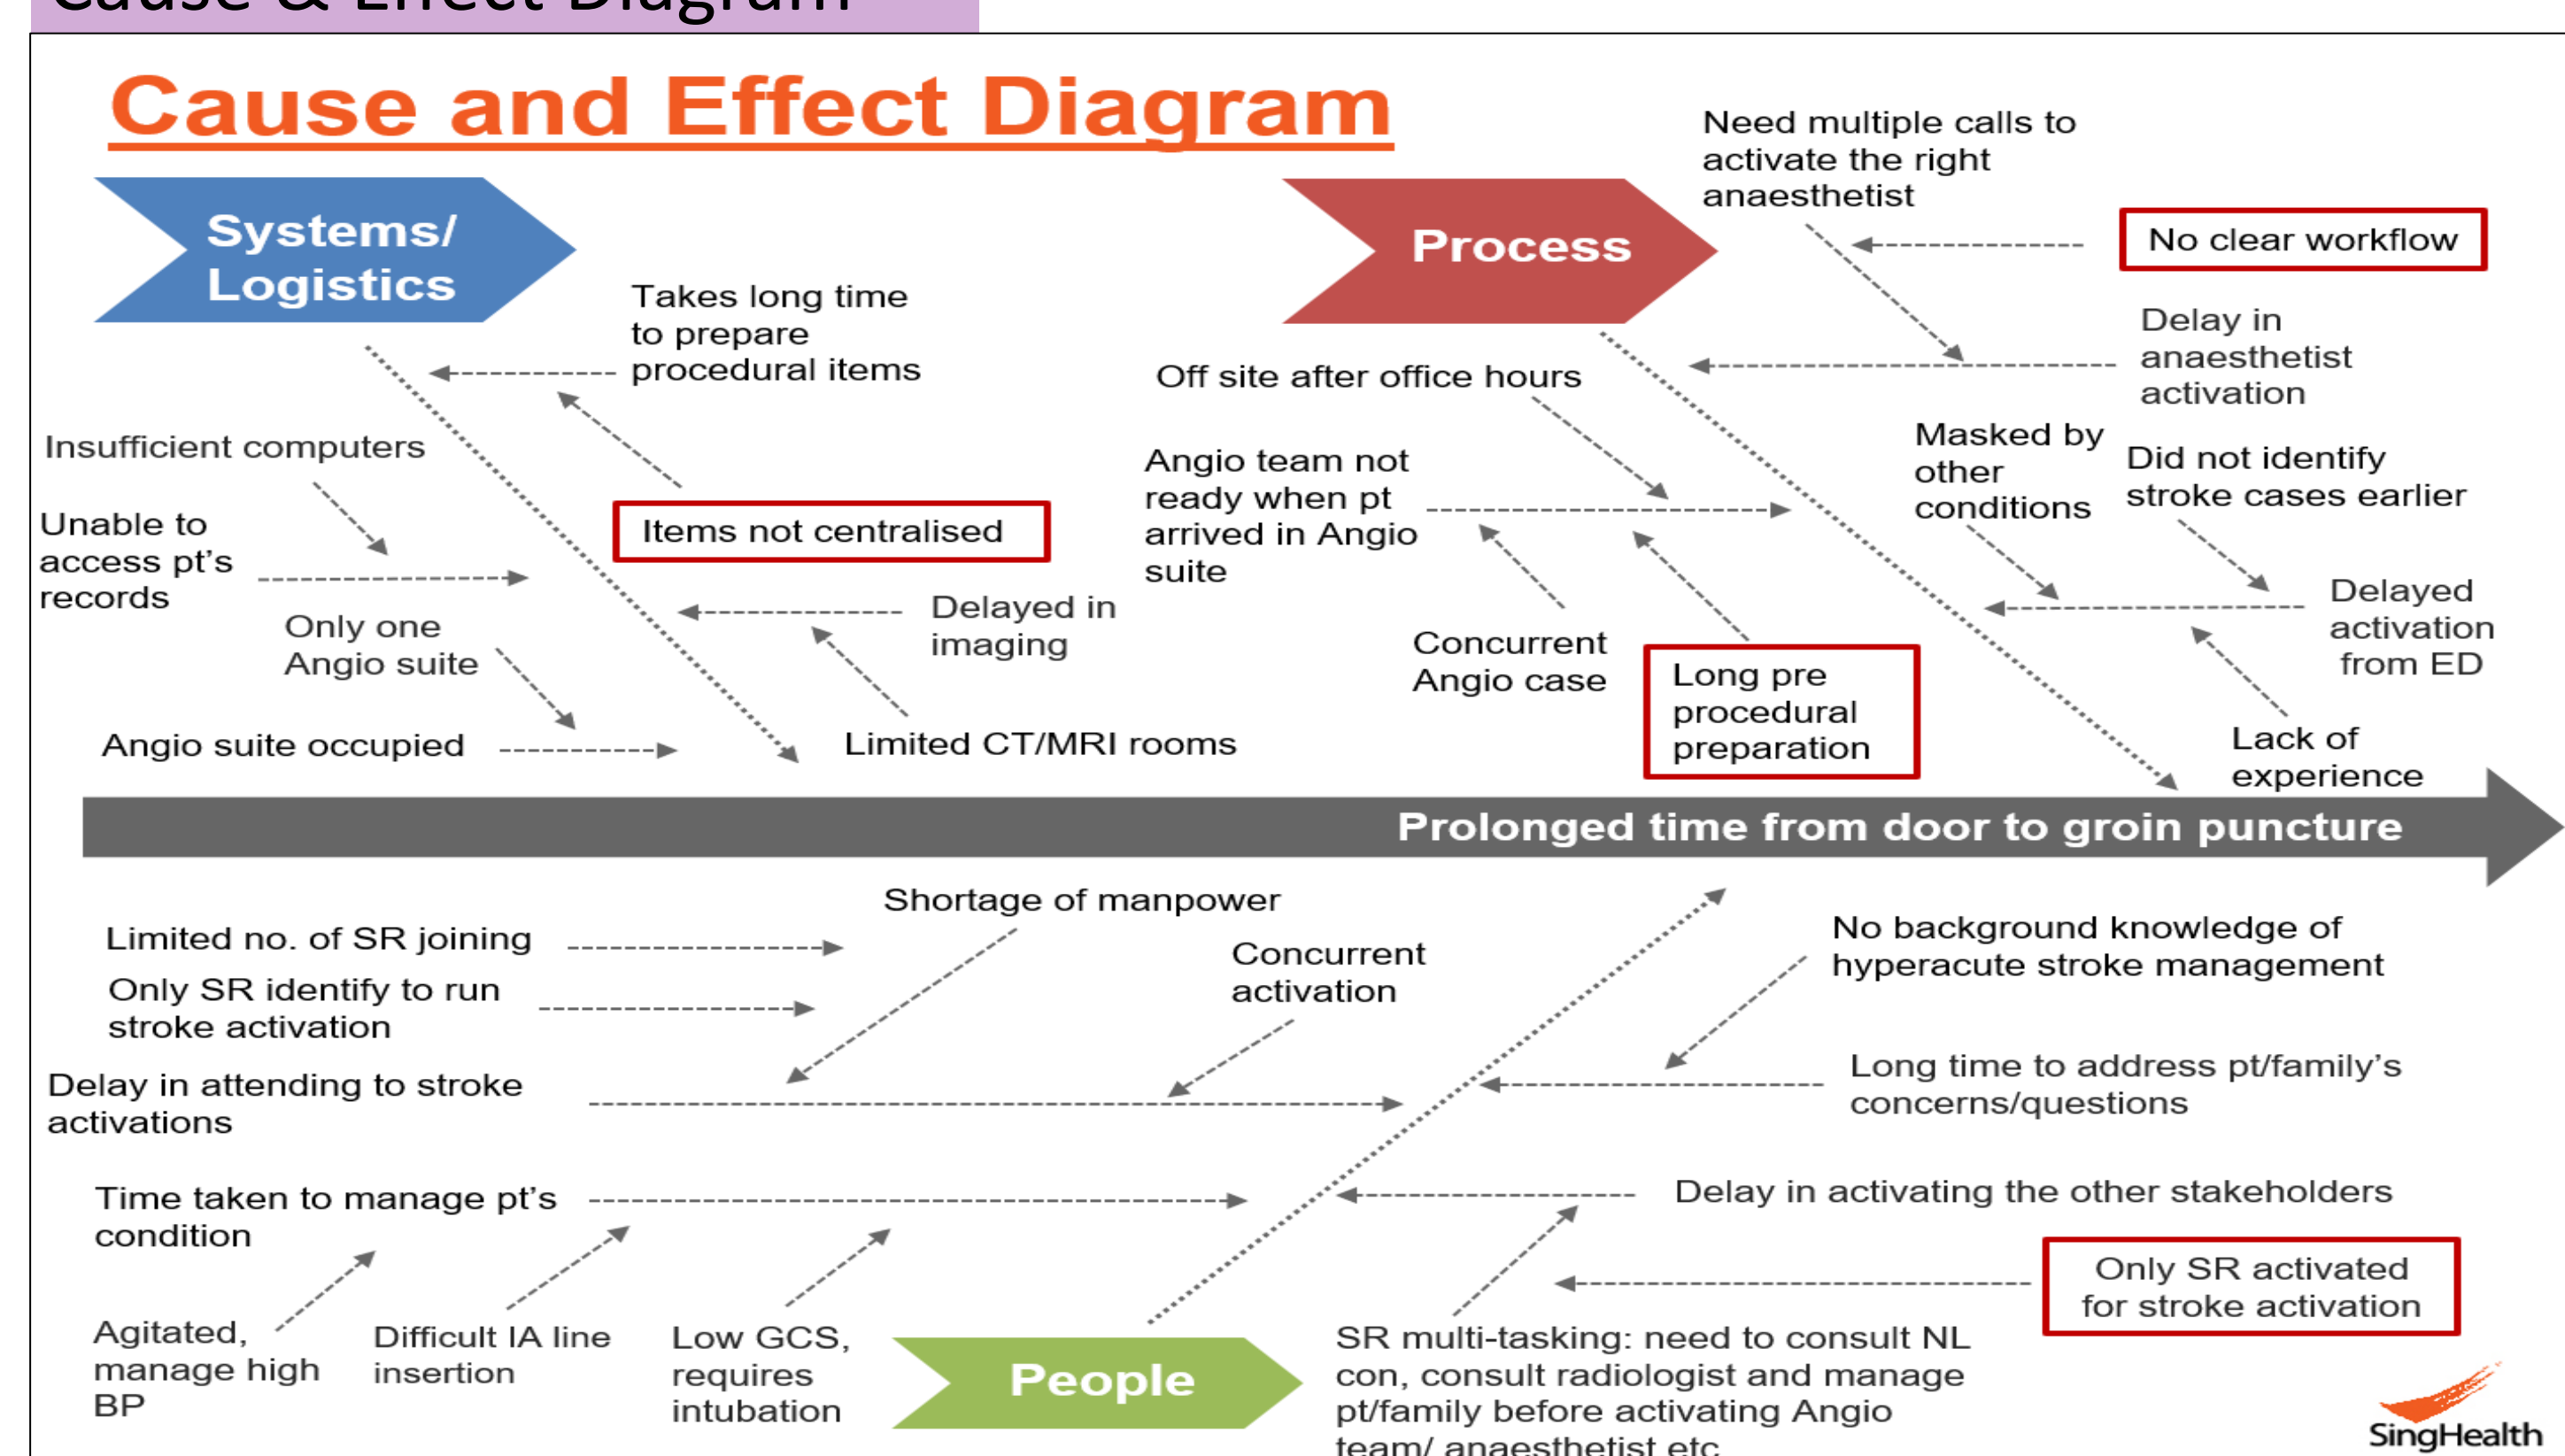 Cause & Effect Diagram
Cause and Effect Diagram
Systems/
Logistics
Takes long time
to prepare
procedural items
Insufficient computers
Unable to
access pt's
records
Items not centralised
Only one
Angio suite
Delayed in
imaging
Angio suite occupied
Limited CT/MRI rooms
Process
Need multiple calls to
activate the right
anaesthetist
No clear workflow
Delay in
anaesthetist
activation
Off site after office hours
Angio team not
ready when pt
arrived in Angio
suite
Masked by
other
conditions
Did not identify
stroke cases earlier
Concurrent
Angio case
Long pre
procedural
preparation
Delayed
activation
from ED
Lack of
experience
Prolonged time from door to groin puncture
Shortage of manpower
Limited no. of SR joining
Only SR identify to run
stroke activation
Concurrent
activation
Delay in attending to stroke
activations
No background knowledge of
hyperacute stroke management
Long time to address pt/family's
concerns/questions
Time taken to manage pt's
condition
Delay in activating the other stakeholders
Only SR activated
for stroke activation
Agitated,
manage high
BP
Difficult IA line
insertion
Low GCS,
requires
intubation
People
SR multi-tasking: need to consult NL
con, consult radiologist and manage
pt/family before activating Angio
team/ anaesthetist etc
SingHealth